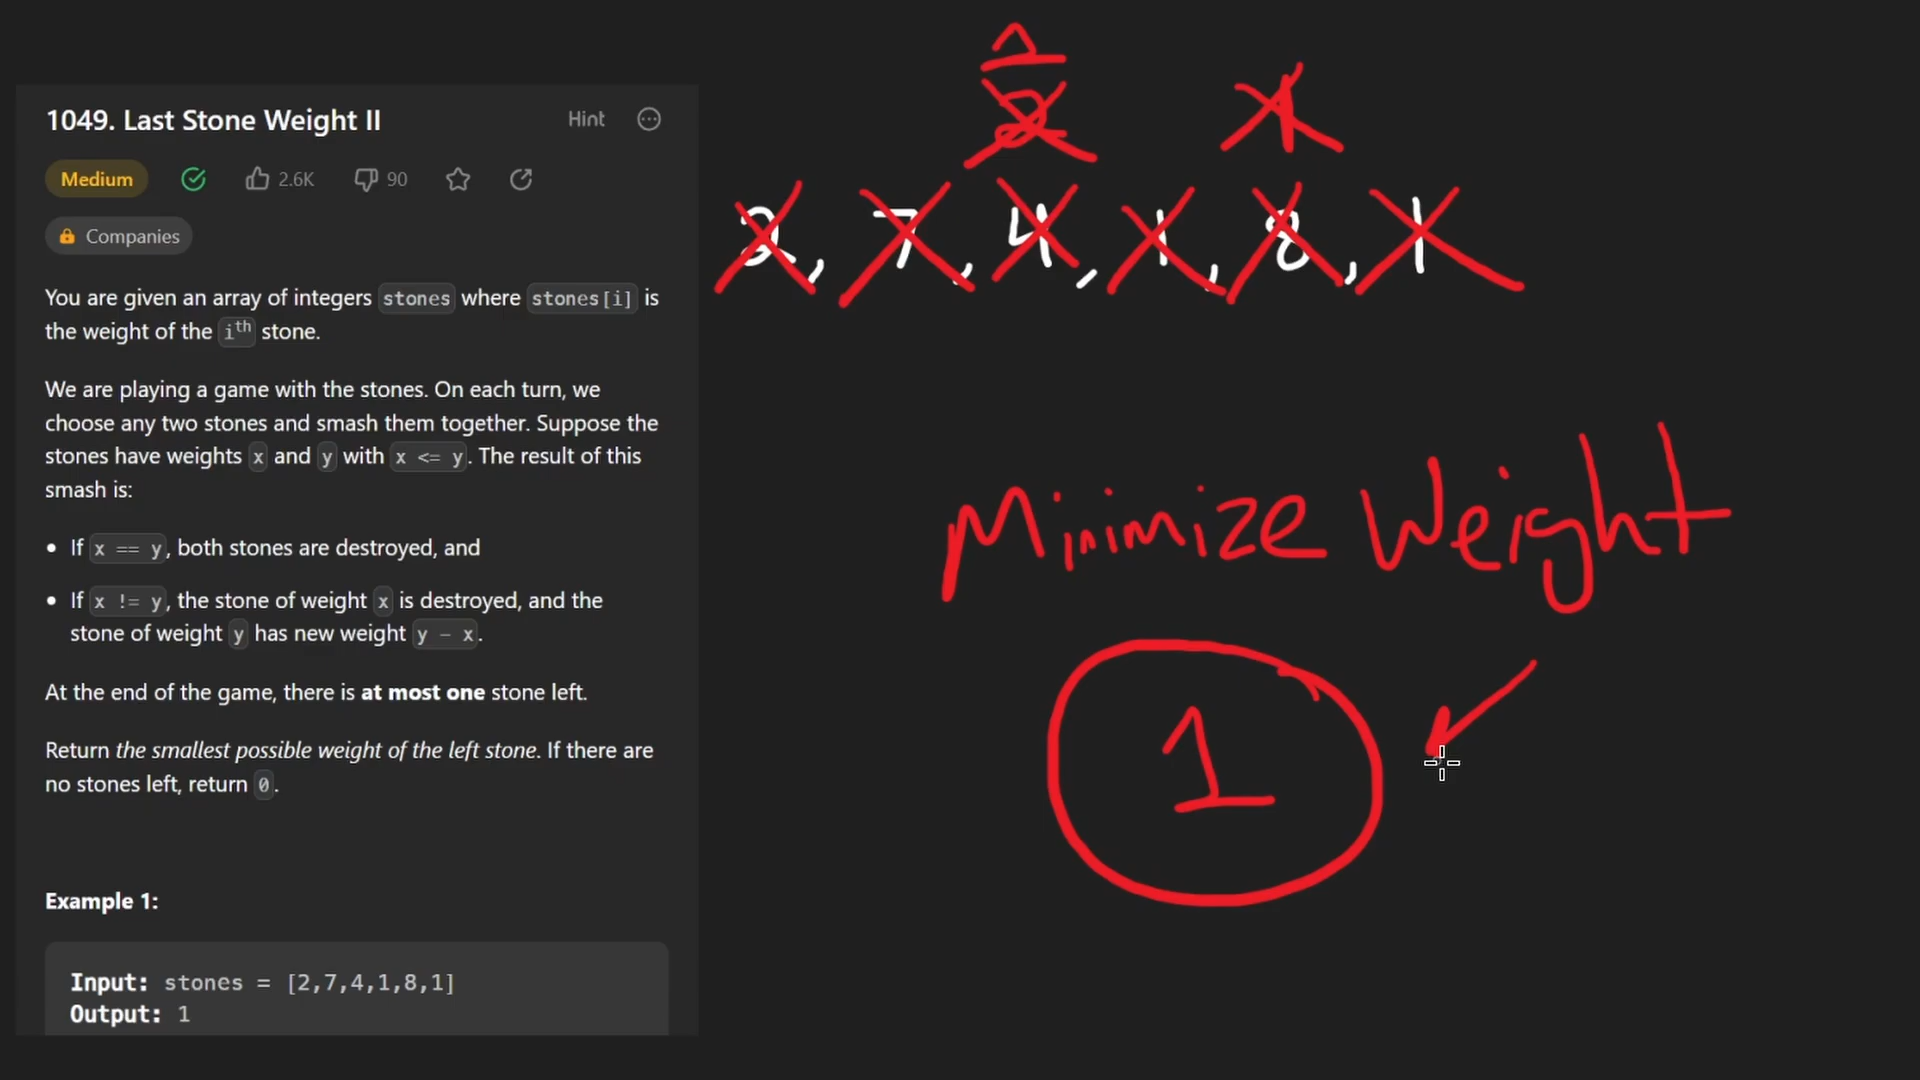 1049. Last Stone Weight II
Hint
Medium
2.6K
90
Companies
You are given an array of integers stones where stones[i] is
the weight of the ith stone.
We are playing a game with the stones. On each turn, we
choose any two stones and smash them together. Suppose the
stones have weights x and y with x <= y. The result of this
smash is:
• If x == y, both stones are destroyed, and
• If x != y, the stone of weight x is destroyed, and the
stone of weight y has new weight y - x.
At the end of the game, there is at most one stone left.
Return the smallest possible weight of the left stone. If there are
no stones left, return 0.
Example 1:
Input: stones = [2,7,4,1,8,1]
Output: 1
1
2
1
2, 7, 4, 1, 8, 1
Minimize Weight
1